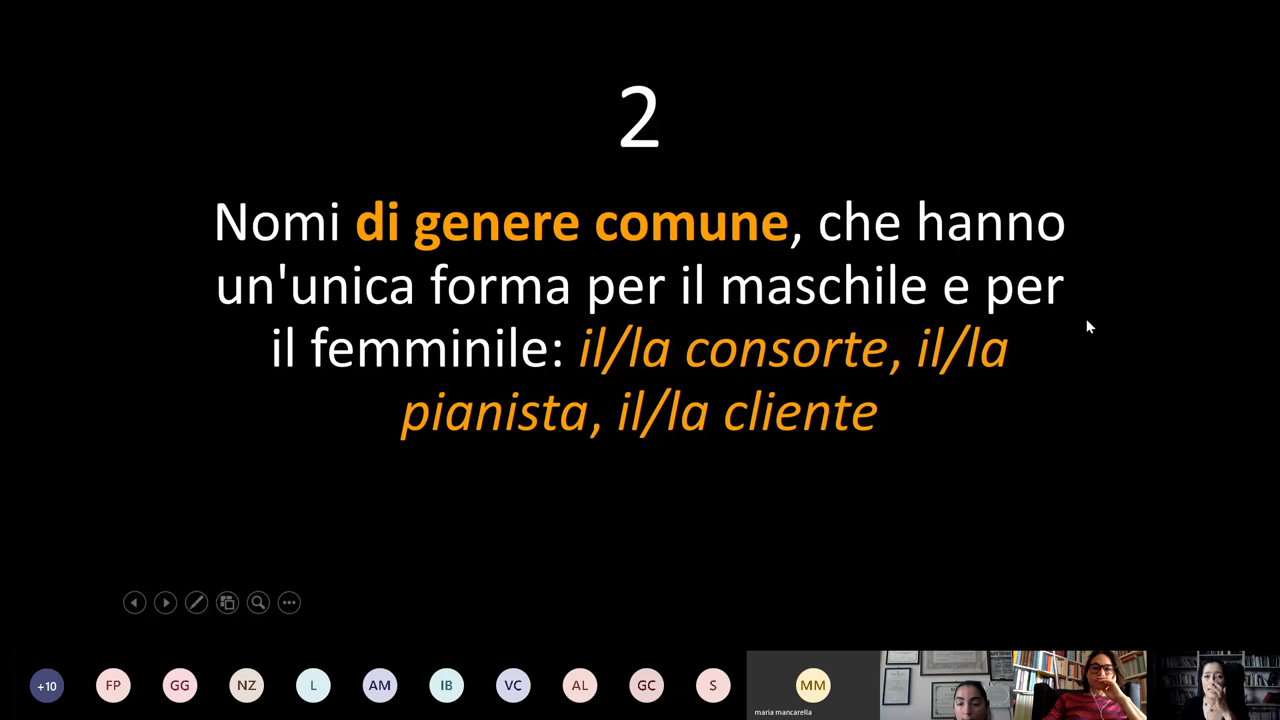 2
Nomi di genere comune, che hanno
un'unica forma per il maschile e per
il femminile: il/la consorte, il/la
pianista, il/la cliente
+10 FP GG NZ L AM IB VC AL GC S MM
maria mancarella